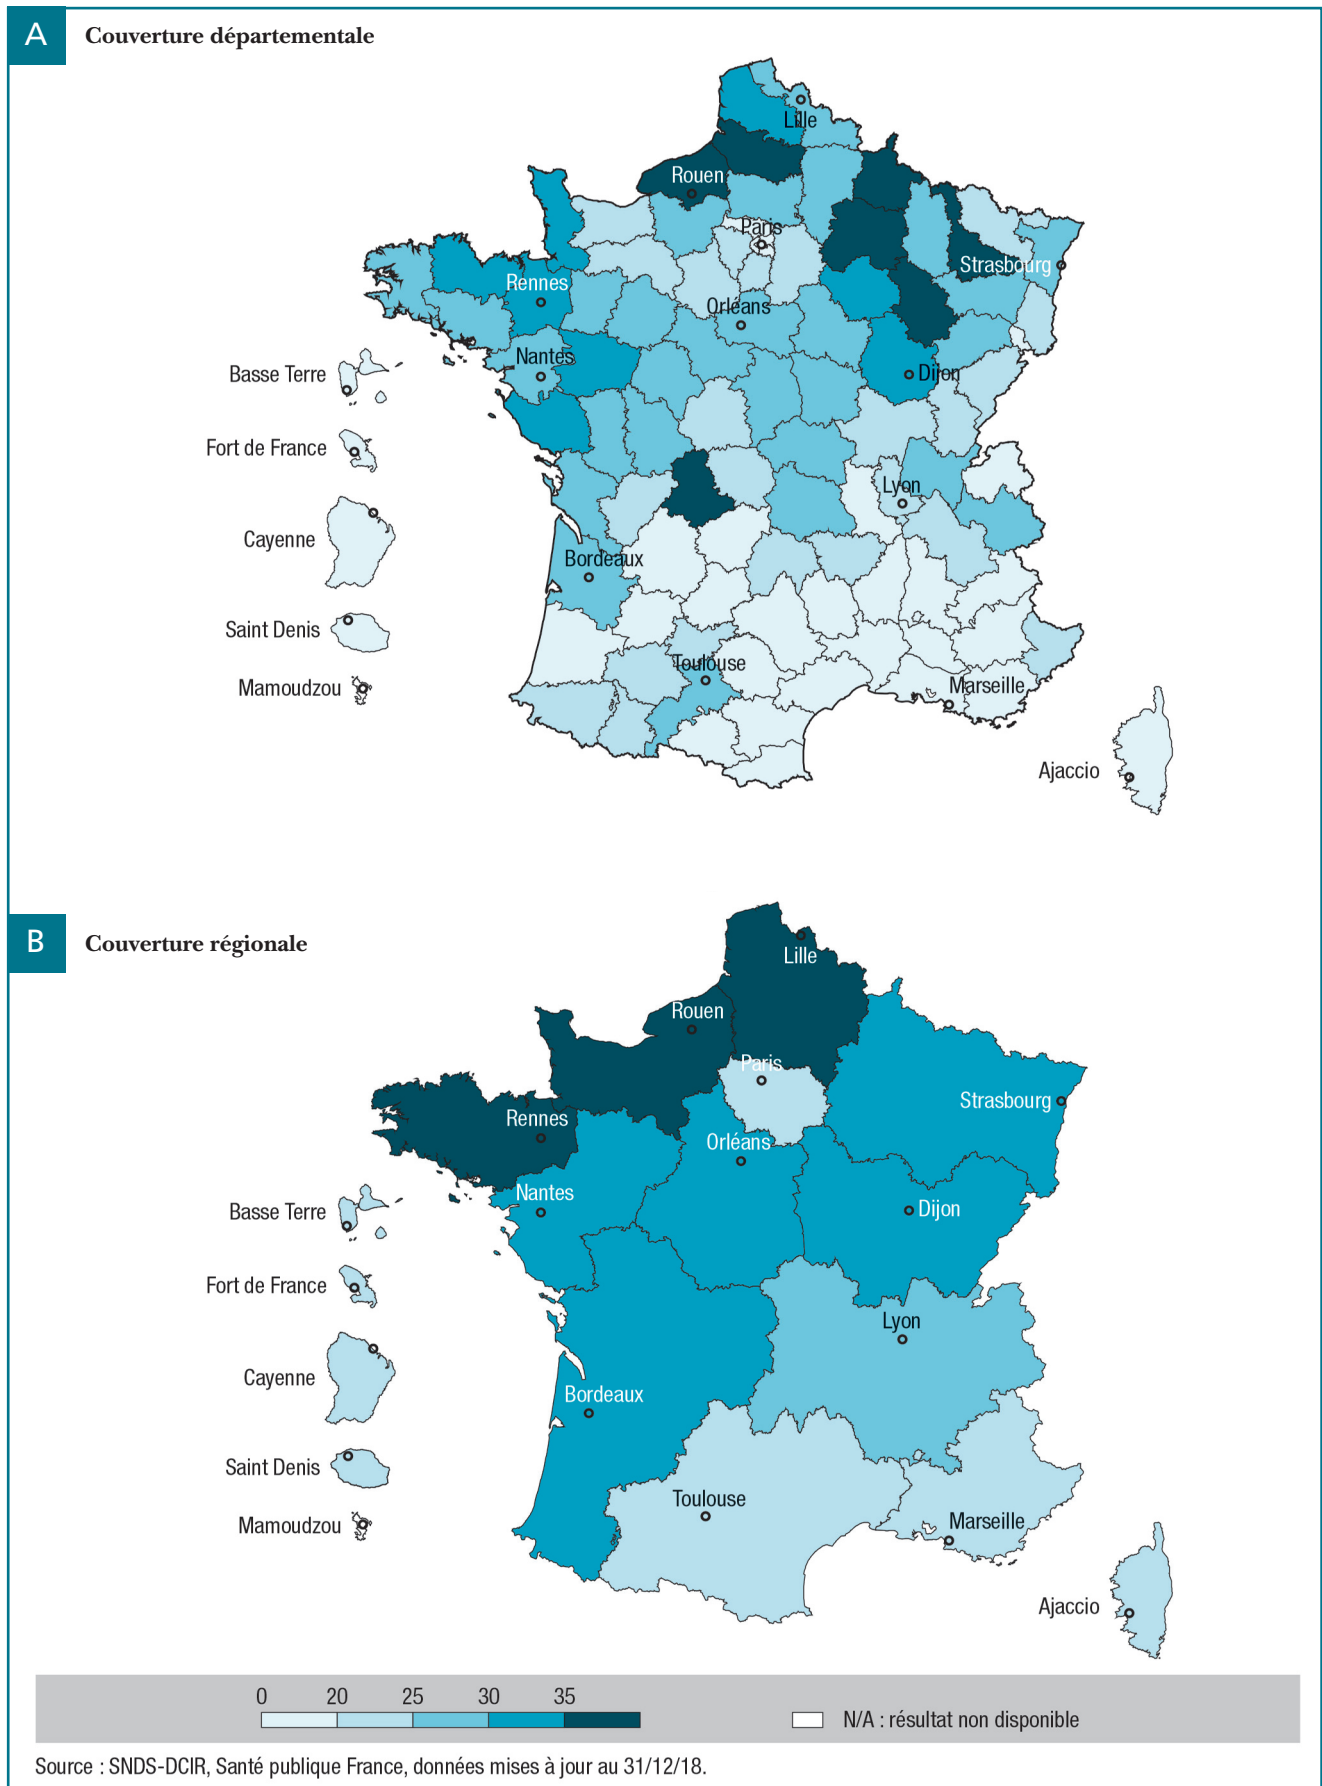 A
Couverture départementale
Lille
Rouen
Paris
Strasbourg
Rennes
Orléans
Nantes
Dijon
Basse Terre
Fort de France
Lyon
Cayenne
Bordeaux
Saint Denis
Toulouse
Mamoudzou
Marseille
Ajaccio
B
Couverture régionale
Lille
Rouen
Paris
Strasbourg
Rennes
Orléans
Nantes
Dijon
Basse Terre
Fort de France
Lyon
Cayenne
Bordeaux
Saint Denis
Toulouse
Mamoudzou
Marseille
Ajaccio
0 20 25 30 35
N/A : résultat non disponible
Source : SNDS-DCIR, Santé publique France, données mises à jour au 31/12/18.